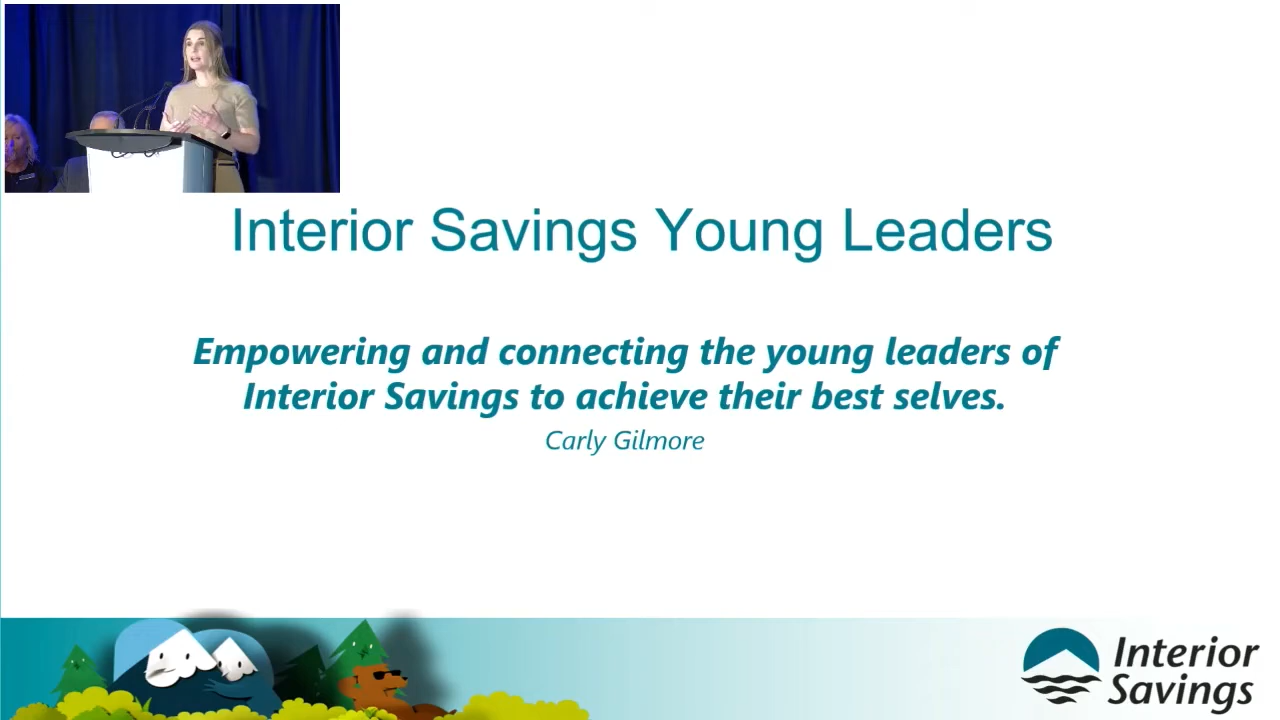 Interior Savings Young Leaders
Empowering and connecting the young leaders of
Interior Savings to achieve their best selves.
Carly Gilmore
Interior
Savings